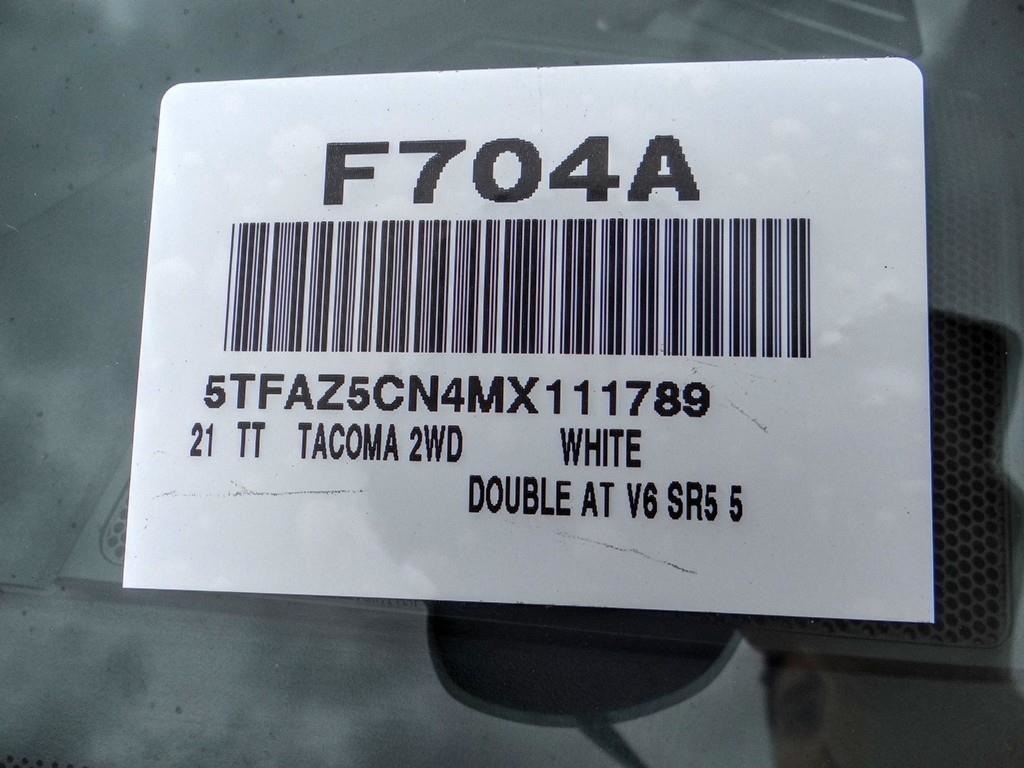 F704A
5TFAZ5CN4MX111789
21 TT TACOMA 2WD WHITE
DOUBLE AT V6 SR5 5